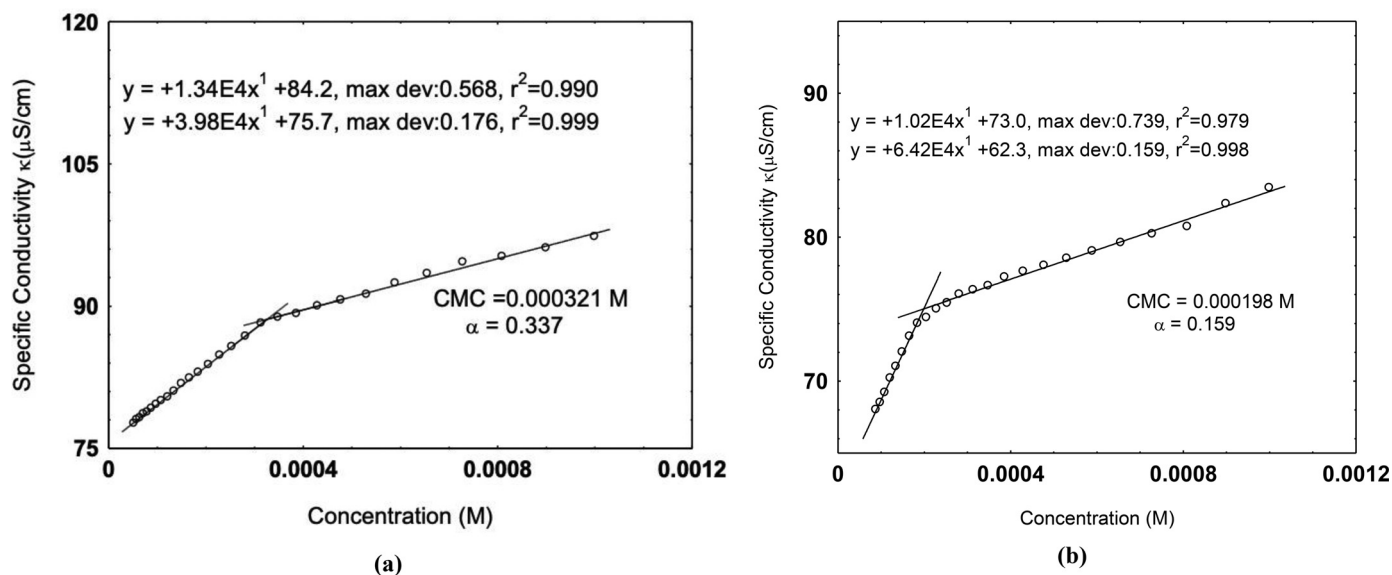 120
105
90
75
0
0.0004
0.0008
0.0012
Specific Conductivity κ(μS/cm)
Concentration (M)
y = +1.34E4x¹ +84.2, max dev:0.568, r²=0.990
y = +3.98E4x¹ +75.7, max dev:0.176, r²=0.999
CMC =0.000321 M
α = 0.337
(a)
90
80
70
0
0.0004
0.0008
0.0012
Specific Conductivity κ(μS/cm)
Concentration (M)
y = +1.02E4x¹ +73.0, max dev:0.739, r²=0.979
y = +6.42E4x¹ +62.3, max dev:0.159, r²=0.998
CMC = 0.000198 M
α = 0.159
(b)